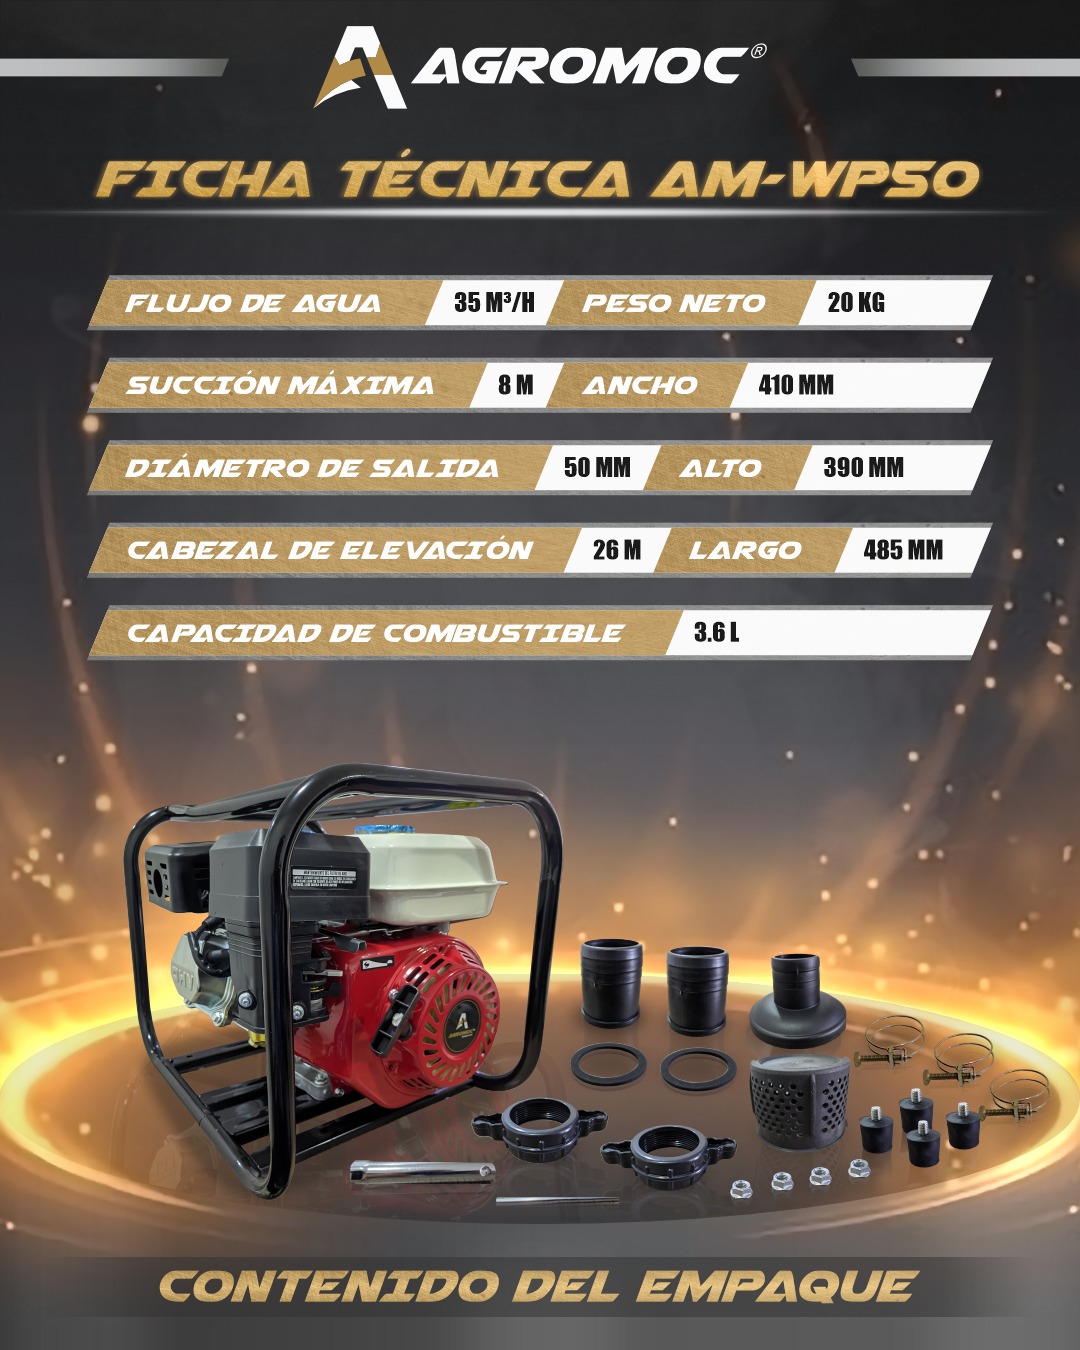 AGROMOC®
FICHA TÉCNICA AM-WP50
FLUJO DE AGUA 35 M³/H PESO NETO 20 KG
SUCCIÓN MÁXIMA 8 M ANCHO 410 MM
DIÁMETRO DE SALIDA 50 MM ALTO 390 MM
CABEZAL DE ELEVACIÓN 26 M LARGO 485 MM
CAPACIDAD DE COMBUSTIBLE 3.6 L
AGROMOC
CONTENIDO DEL EMPAQUE